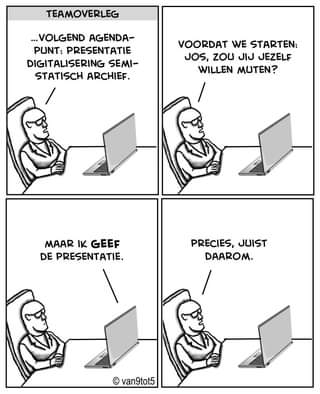 TEAMOVERLEG
...VOLGEND AGENDA-
PUNT: PRESENTATIE
DIGITALISERING SEMI-
STATISCH ARCHIEF.
VOORDAT WE STARTEN:
JOS, ZOU JIJ JEZELF
WILLEN MUTEN?
MAAR IK GEEF
DE PRESENTATIE.
PRECIES, JUIST
DAAROM.
© van9tot5